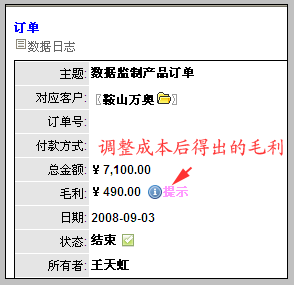 订单
数据日志
主题: 数据监制产品订单
对应客户: 〖鞍山万奥〗
订单号:
付款方式:
调整成本后得出的毛利
总金额: ¥ 7,100.00
毛利: ¥ 490.00 提示
日期: 2008-09-03
状态: 结束
所有者: 王天虹